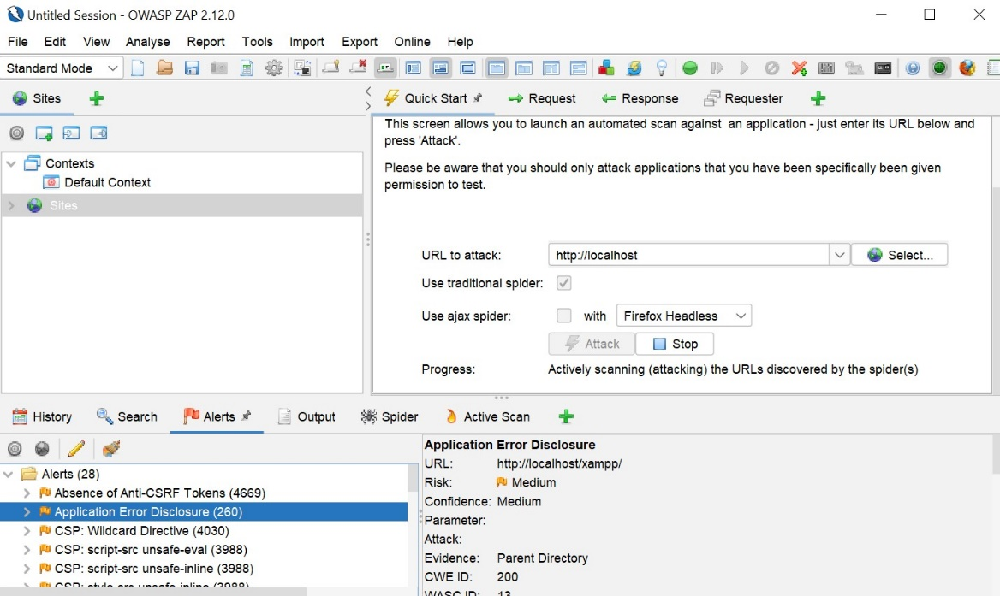 Untitled Session - OWASP ZAP 2.12.0
File Edit View Analyse Report Tools Import Export Online Help
Standard Mode
Sites
Quick Start
Request
Response
Requester
Contexts
Default Context
Sites
This screen allows you to launch an automated scan against an application - just enter its URL below and
press 'Attack'.
Please be aware that you should only attack applications that you have been specifically been given
permission to test.
URL to attack: http://localhost Select...
Use traditional spider:
Use ajax spider: with Firefox Headless
Attack Stop
Progress: Actively scanning (attacking) the URLs discovered by the spider(s)
History Search Alerts Output Spider Active Scan
Alerts (28)
Absence of Anti-CSRF Tokens (4669)
Application Error Disclosure (260)
CSP: Wildcard Directive (4030)
CSP: script-src unsafe-eval (3988)
CSP: script-src unsafe-inline (3988)
CSP: style-src unsafe-inline (3988)
Application Error Disclosure
URL: http://localhost/xampp/
Risk: Medium
Confidence: Medium
Parameter:
Attack:
Evidence: Parent Directory
CWE ID: 200
WASC ID: 13